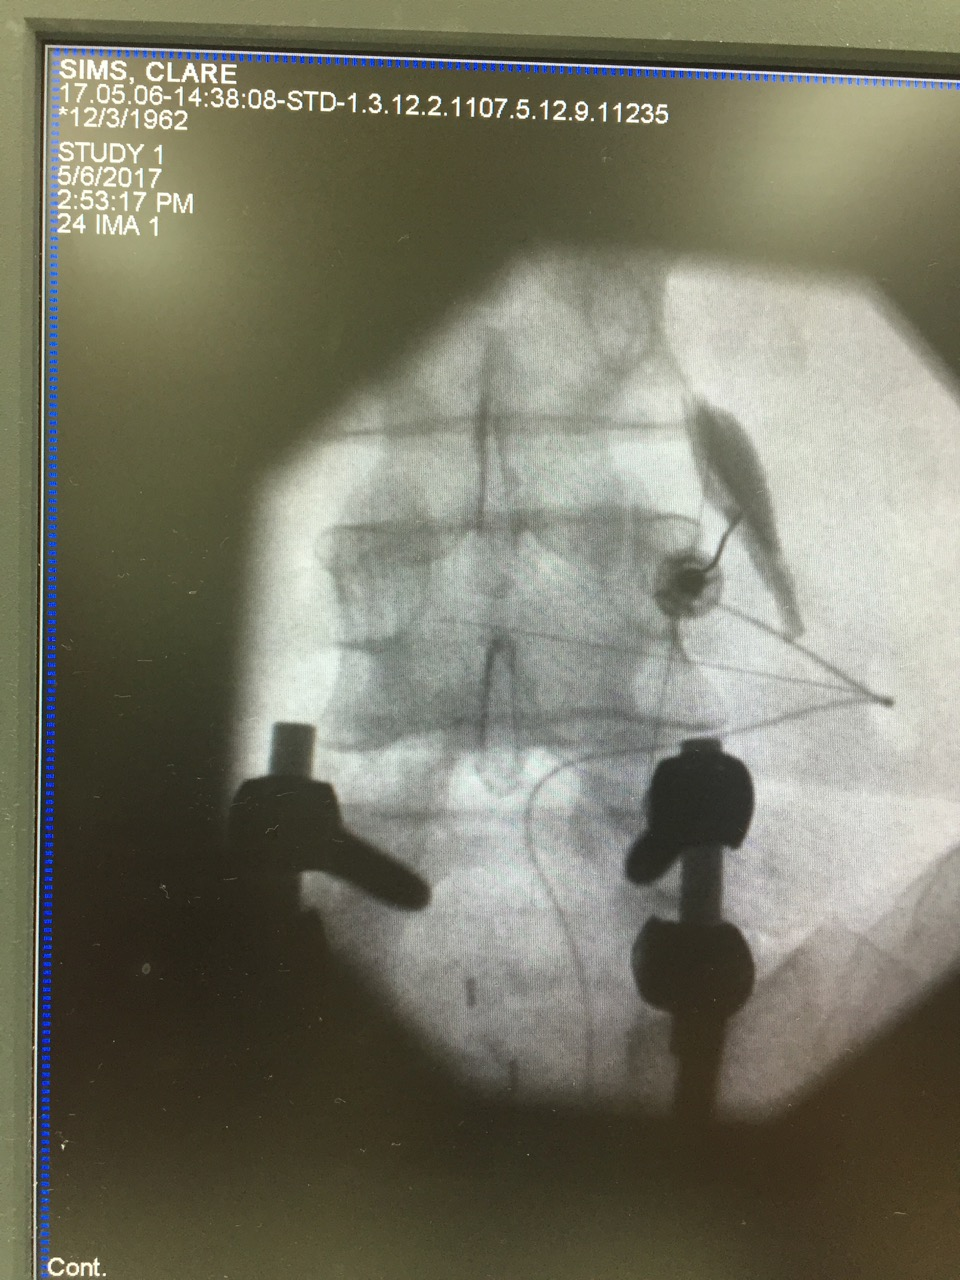 SIMS, CLARE
17.05.06-14:38:08-STD-1.3.12.2.1107.5.12.9.11235
*12/3/1962
STUDY 1
5/6/2017
2:53:17 PM
24 IMA 1
Cont.